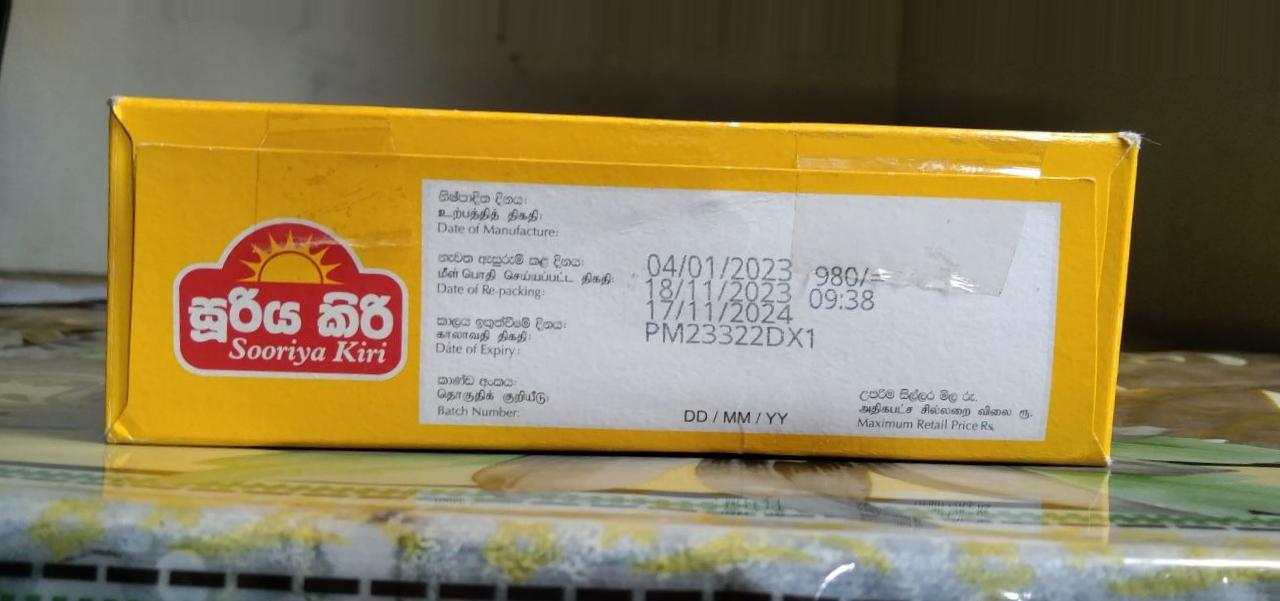 සූරිය කිරි
Sooriya Kiri
නිෂ්පාදිත දිනය:
உற்பத்தித் திகதி:
Date of Manufacture:
නැවත ඇසුරුම් කළ දිනය:
மீள் பொதி செய்யப்பட்ட திகதி:
Date of Re-packing:
කාලය ඉකුත්වීමේ දිනය:
காலாவதி திகதி:
Date of Expiry:
කාණ්ඩ අංකය:
தொகுதிக் குறியீடு:
Batch Number:
04/01/2023 980/=
18/11/2023 09:38
17/11/2024
PM23322DX1
DD / MM / YY
උපරිම සිල්ලර මිල රු.
அதிகபட்ச சில்லறை விலை ரூ.
Maximum Retail Price Rs.